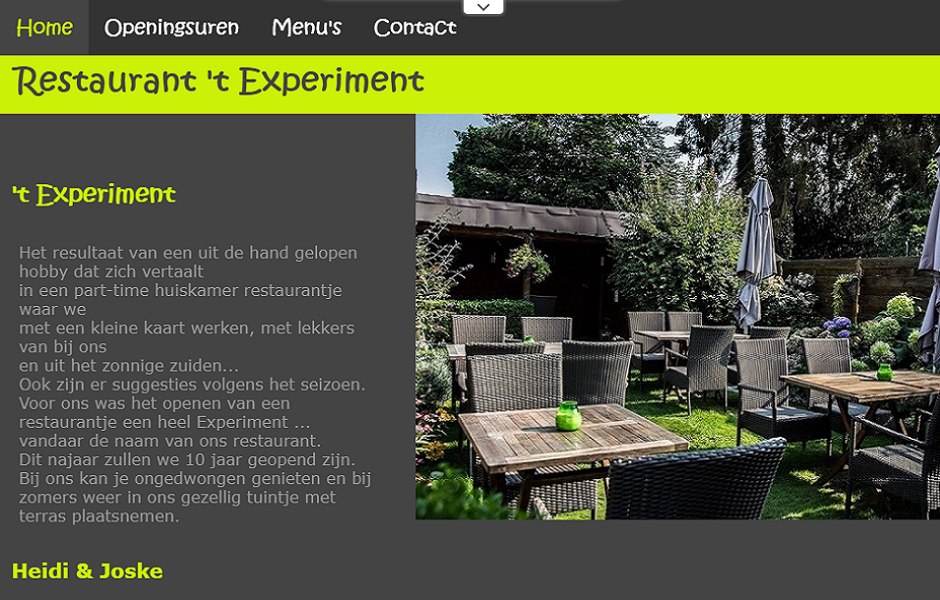 Home Openingsuren Menu's Contact
Restaurant 't Experiment
't Experiment
Het resultaat van een uit de hand gelopen
hobby dat zich vertaalt
in een part-time huiskamer restaurantje
waar we
met een kleine kaart werken, met lekkers
van bij ons
en uit het zonnige zuiden...
Ook zijn er suggesties volgens het seizoen.
Voor ons was het openen van een
restaurantje een heel Experiment ...
vandaar de naam van ons restaurant.
Dit najaar zullen we 10 jaar geopend zijn.
Bij ons kan je ongedwongen genieten en bij
zomers weer in ons gezellig tuintje met
terras plaatsnemen.
Heidi & Joske